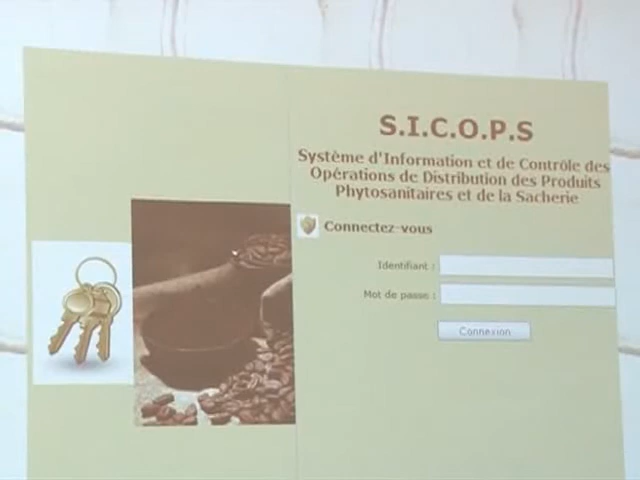 S.I.C.O.P.S
Système d'Information et de Contrôle des
Opérations de Distribution des Produits
Phytosanitaires et de la Sacherie
Connectez-vous
Identifiant :
Mot de passe :
Connexion